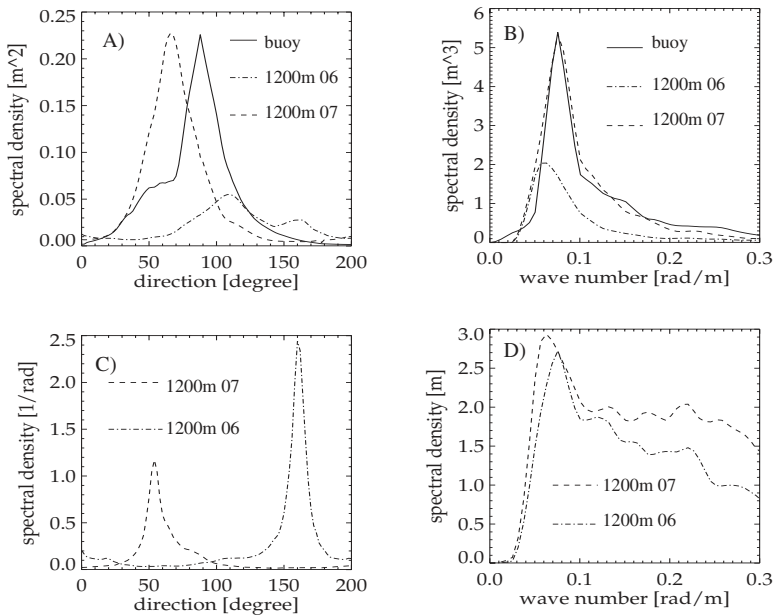 A)
buoy
1200m 06
1200m 07
spectral density [m^2]
0.25
0.20
0.15
0.10
0.05
0.00
0 50 100 150 200
direction [degree]
B)
buoy
1200m 06
1200m 07
spectral density [m^3]
6
5
4
3
2
1
0
0.0 0.1 0.2 0.3
wave number [rad/m]
C)
1200m 07
1200m 06
spectral density [1/rad]
2.5
2.0
1.5
1.0
0.5
0.0
0 50 100 150 200
direction [degree]
D)
1200m 07
1200m 06
spectral density [m]
3.0
2.5
2.0
1.5
1.0
0.5
0.0
0.0 0.1 0.2 0.3
wave number [rad/m]